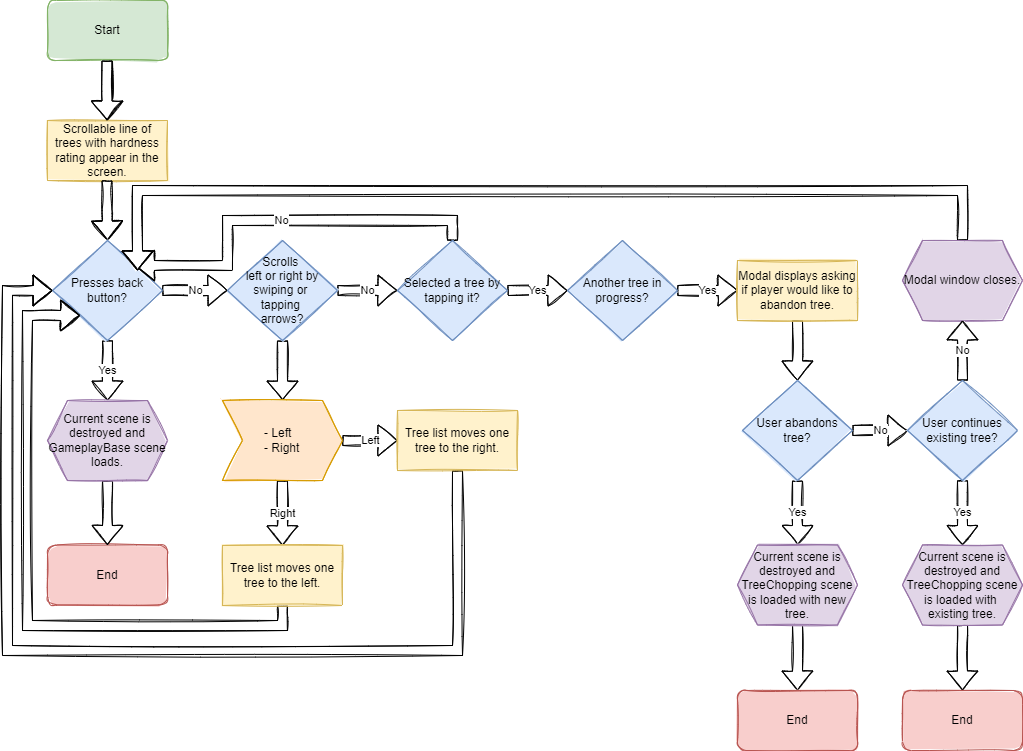 Start
Scrollable line of
trees with hardness
rating appear in the
screen.
No
Presses back
button?
No
Scrolls
left or right by
swiping or
tapping
arrows?
No
Selected a tree by
tapping it?
Yes
Another tree in
progress?
Yes
Modal displays asking
if player would like to
abandon tree.
Modal window closes.
Yes
No
Current scene is
destroyed and
GameplayBase scene
loads.
- Left
- Right
Left
Tree list moves one
tree to the right.
User abandons
tree?
No
User continues
existing tree?
Right
Yes
Yes
End
Tree list moves one
tree to the left.
Current scene is
destroyed and
TreeChopping scene
is loaded with new
tree.
Current scene is
destroyed and
TreeChopping scene
is loaded with
existing tree.
End
End